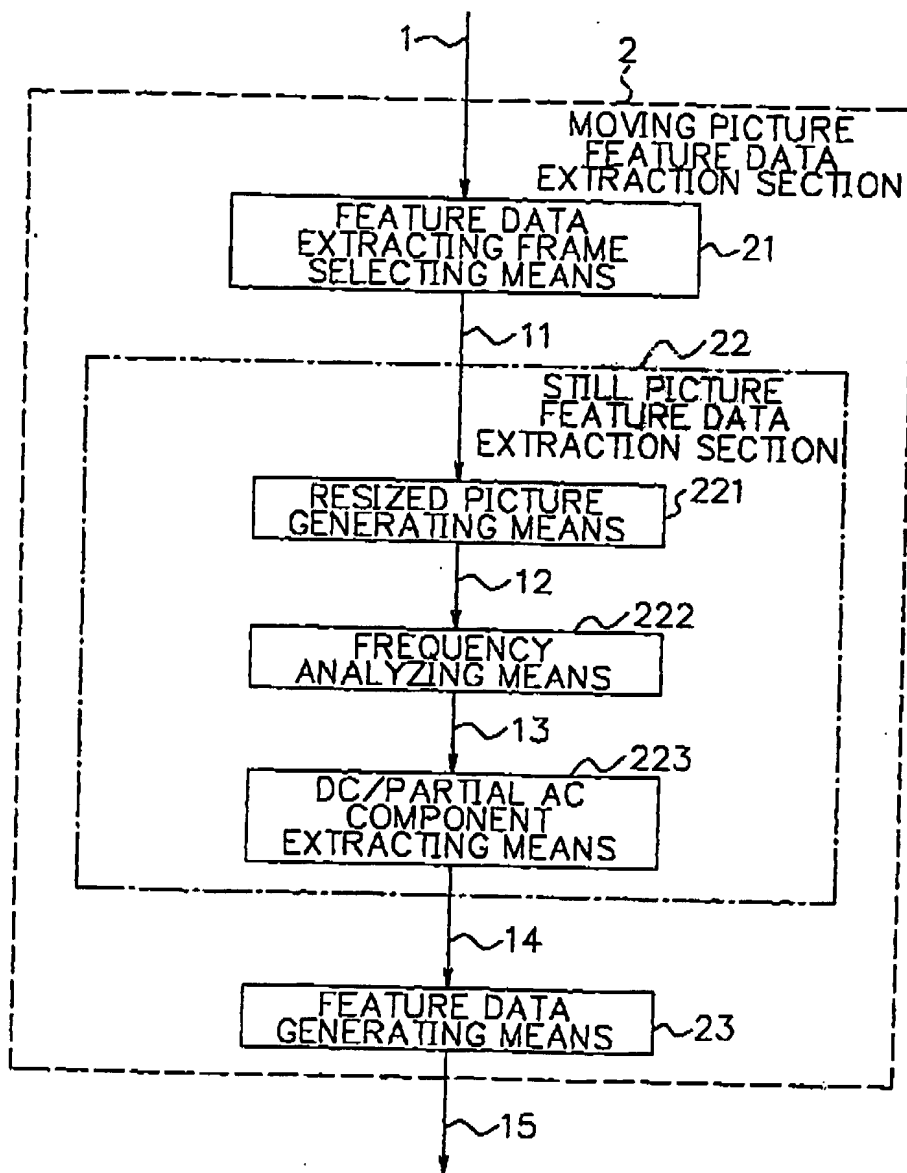 1
2
MOVING PICTURE
FEATURE DATA
EXTRACTION SECTION
FEATURE DATA
EXTRACTING FRAME
SELECTING MEANS
21
11
22
STILL PICTURE
FEATURE DATA
EXTRACTION SECTION
RESIZED PICTURE
GENERATING MEANS
221
12
222
FREQUENCY
ANALYZING MEANS
13
223
DC/PARTIAL AC
COMPONENT
EXTRACTING MEANS
14
FEATURE DATA
GENERATING MEANS
23
15